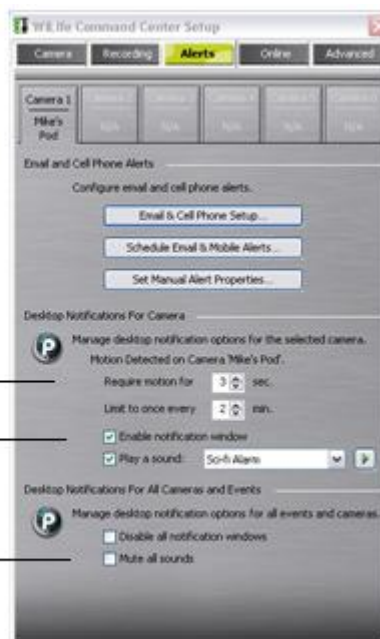 WiLife Command Center Setup
Camera Recording Alerts Online Advanced
Camera 1
Mike's
Pod
N/A N/A N/A N/A N/A
Email and Cell Phone Alerts
Configure email and cell phone alerts.
Email & Cell Phone Setup...
Schedule Email & Mobile Alerts...
Set Manual Alert Properties...
Desktop Notifications For Camera
P
Manage desktop notification options for the selected camera.
Motion Detected on Camera 'Mike's Pod'.
Require motion for 3 sec.
Limit to once every 2 min.
Enable notification window
Play a sound: Sci-fi Alarm
Desktop Notifications For All Cameras and Events
P
Manage desktop notification options for all events and cameras.
Disable all notification windows
Mute all sounds